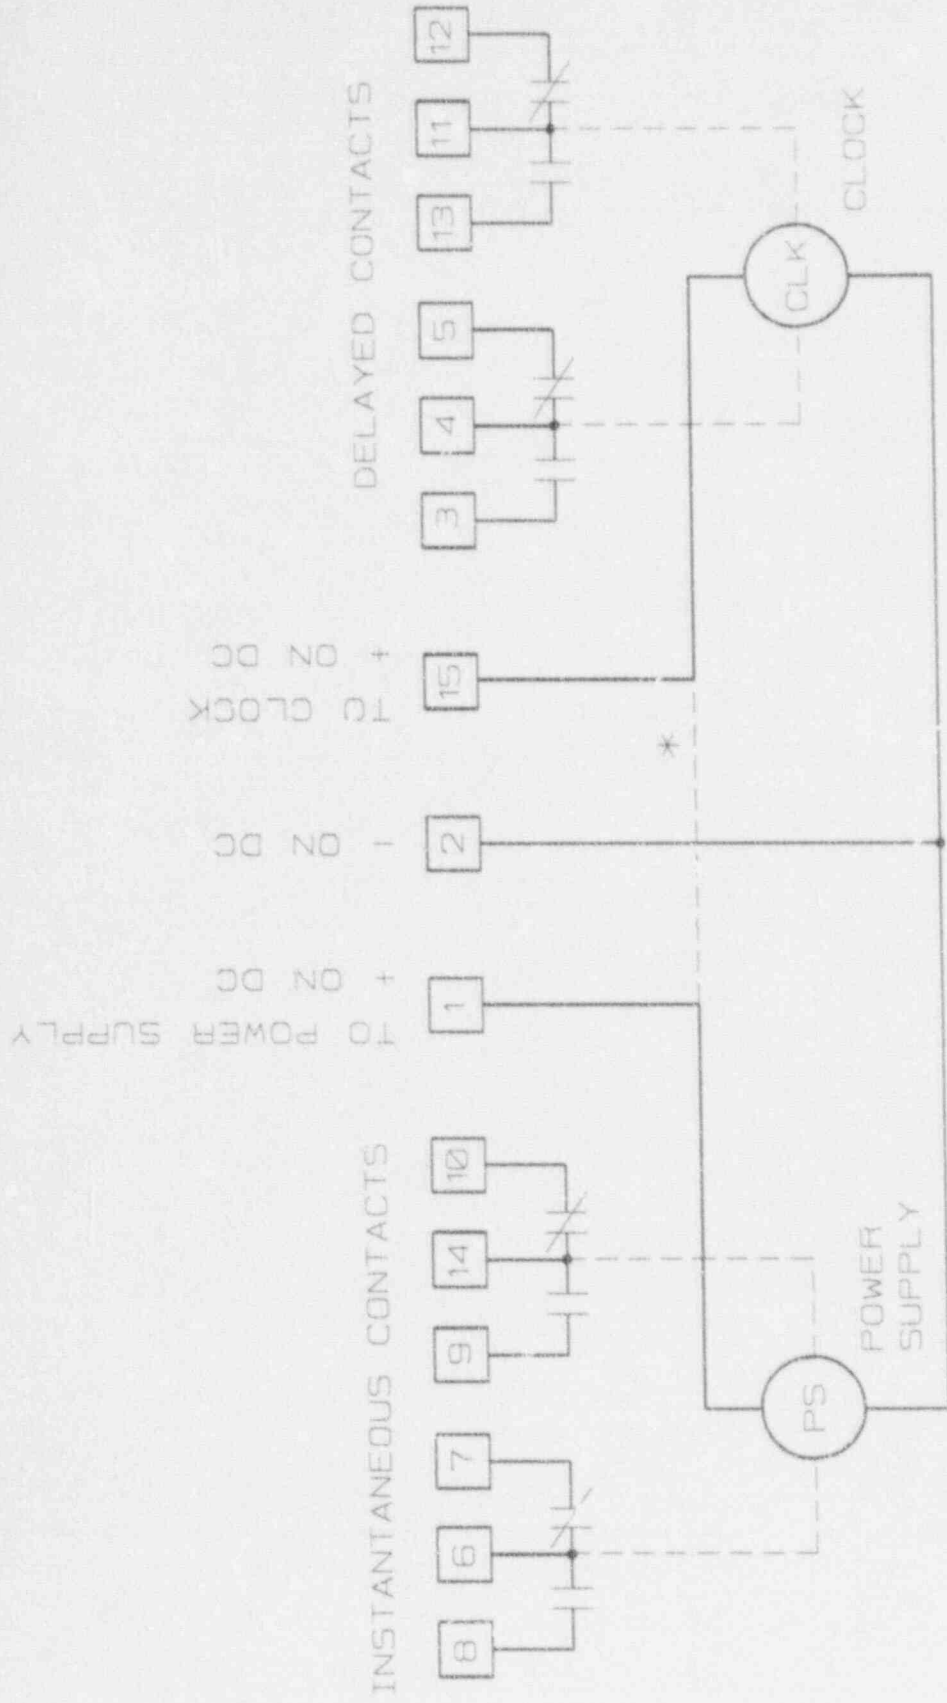 INSTANTANEOUS CONTACTS
TO POWER SUPPLY
+ ON DC
- ON DC
TO CLOCK
+ ON DC
DELAYED CONTACTS
8
6
7
9
14
10
1
2
15
3
4
5
13
11
12
*
PS
POWER
SUPPLY
CLK
CLOCK